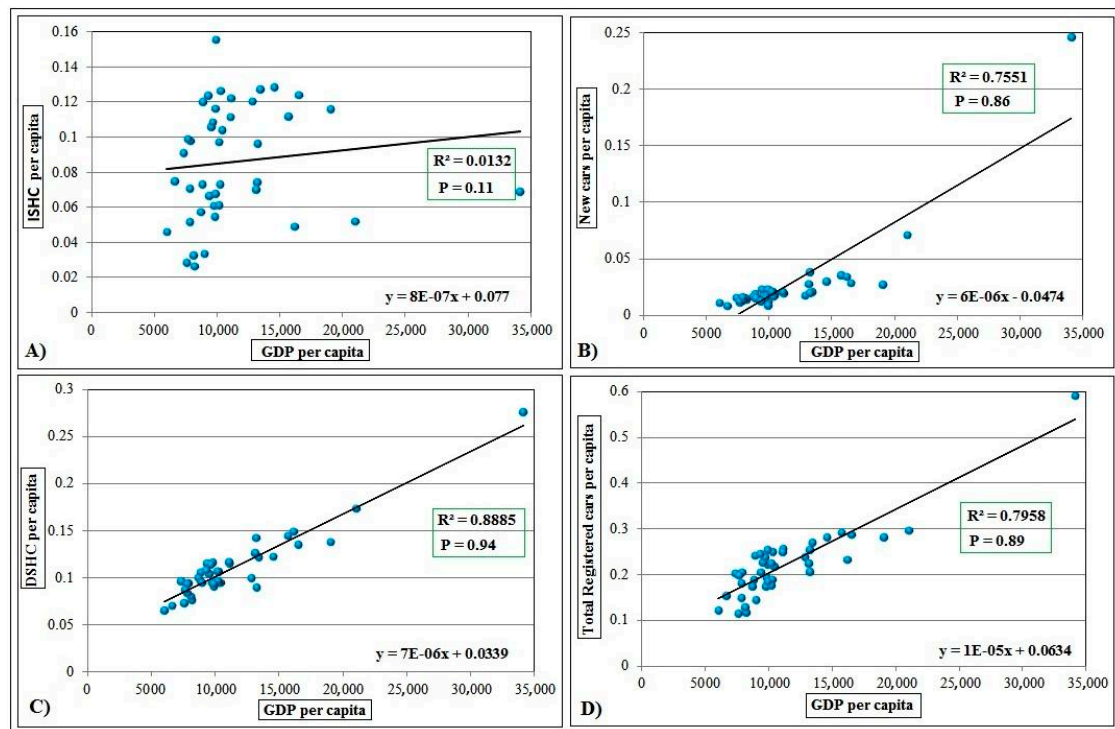 0.16
0.14
0.12
0.1
0.08
0.06
0.04
0.02
0
ISHC per capita
R² = 0.0132
P = 0.11
y = 8E-07x + 0.077
0 5000 10,000 15,000 20,000 25,000 30,000 35,000
GDP per capita
A)
0.25
0.2
0.15
0.1
0.05
0
New cars per capita
R² = 0.7551
P = 0.86
y = 6E-06x - 0.0474
0 5000 10,000 15,000 20,000 25,000 30,000 35,000
GDP per capita
B)
0.3
0.25
0.2
0.15
0.1
0.05
0
DSHC per capita
R² = 0.8885
P = 0.94
y = 7E-06x + 0.0339
0 5000 10,000 15,000 20,000 25,000 30,000 35,000
GDP per capita
C)
0.6
0.5
0.4
0.3
0.2
0.1
0
Total Registered cars per capita
R² = 0.7958
P = 0.89
y = 1E-05x + 0.0634
0 5000 10,000 15,000 20,000 25,000 30,000 35,000
GDP per capita
D)